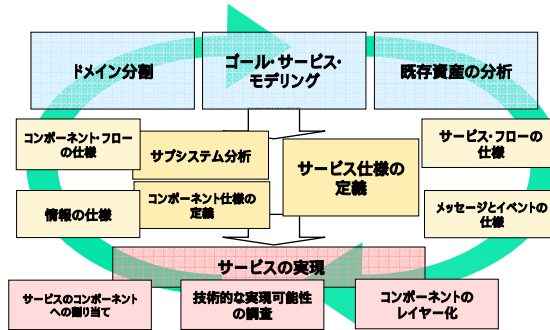 ドメイン分割
ゴール・サービス・
モデリング
既存資産の分析
コンポーネント・フロー
の仕様
サブシステム分析
サービス仕様の
定義
サービス・フローの
仕様
情報の仕様
コンポーネント仕様の
定義
メッセージとイベントの
仕様
サービスの実現
サービスのコンポーネント
への割り当て
技術的な実現可能性
の調査
コンポーネントの
レイヤー化